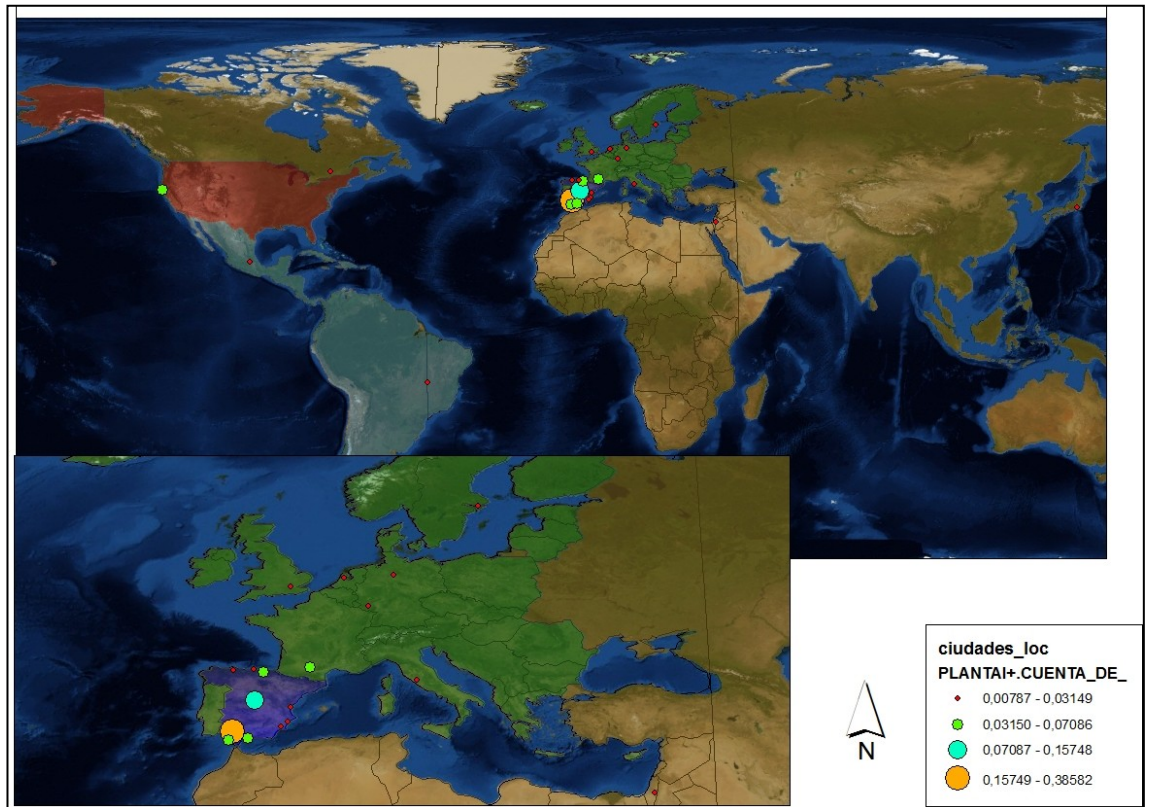 N
ciudades_loc
PLANTAI+.CUENTA_DE_
0,00787 - 0,03149
0,03150 - 0,07086
0,07087 - 0,15748
0,15749 - 0,38582